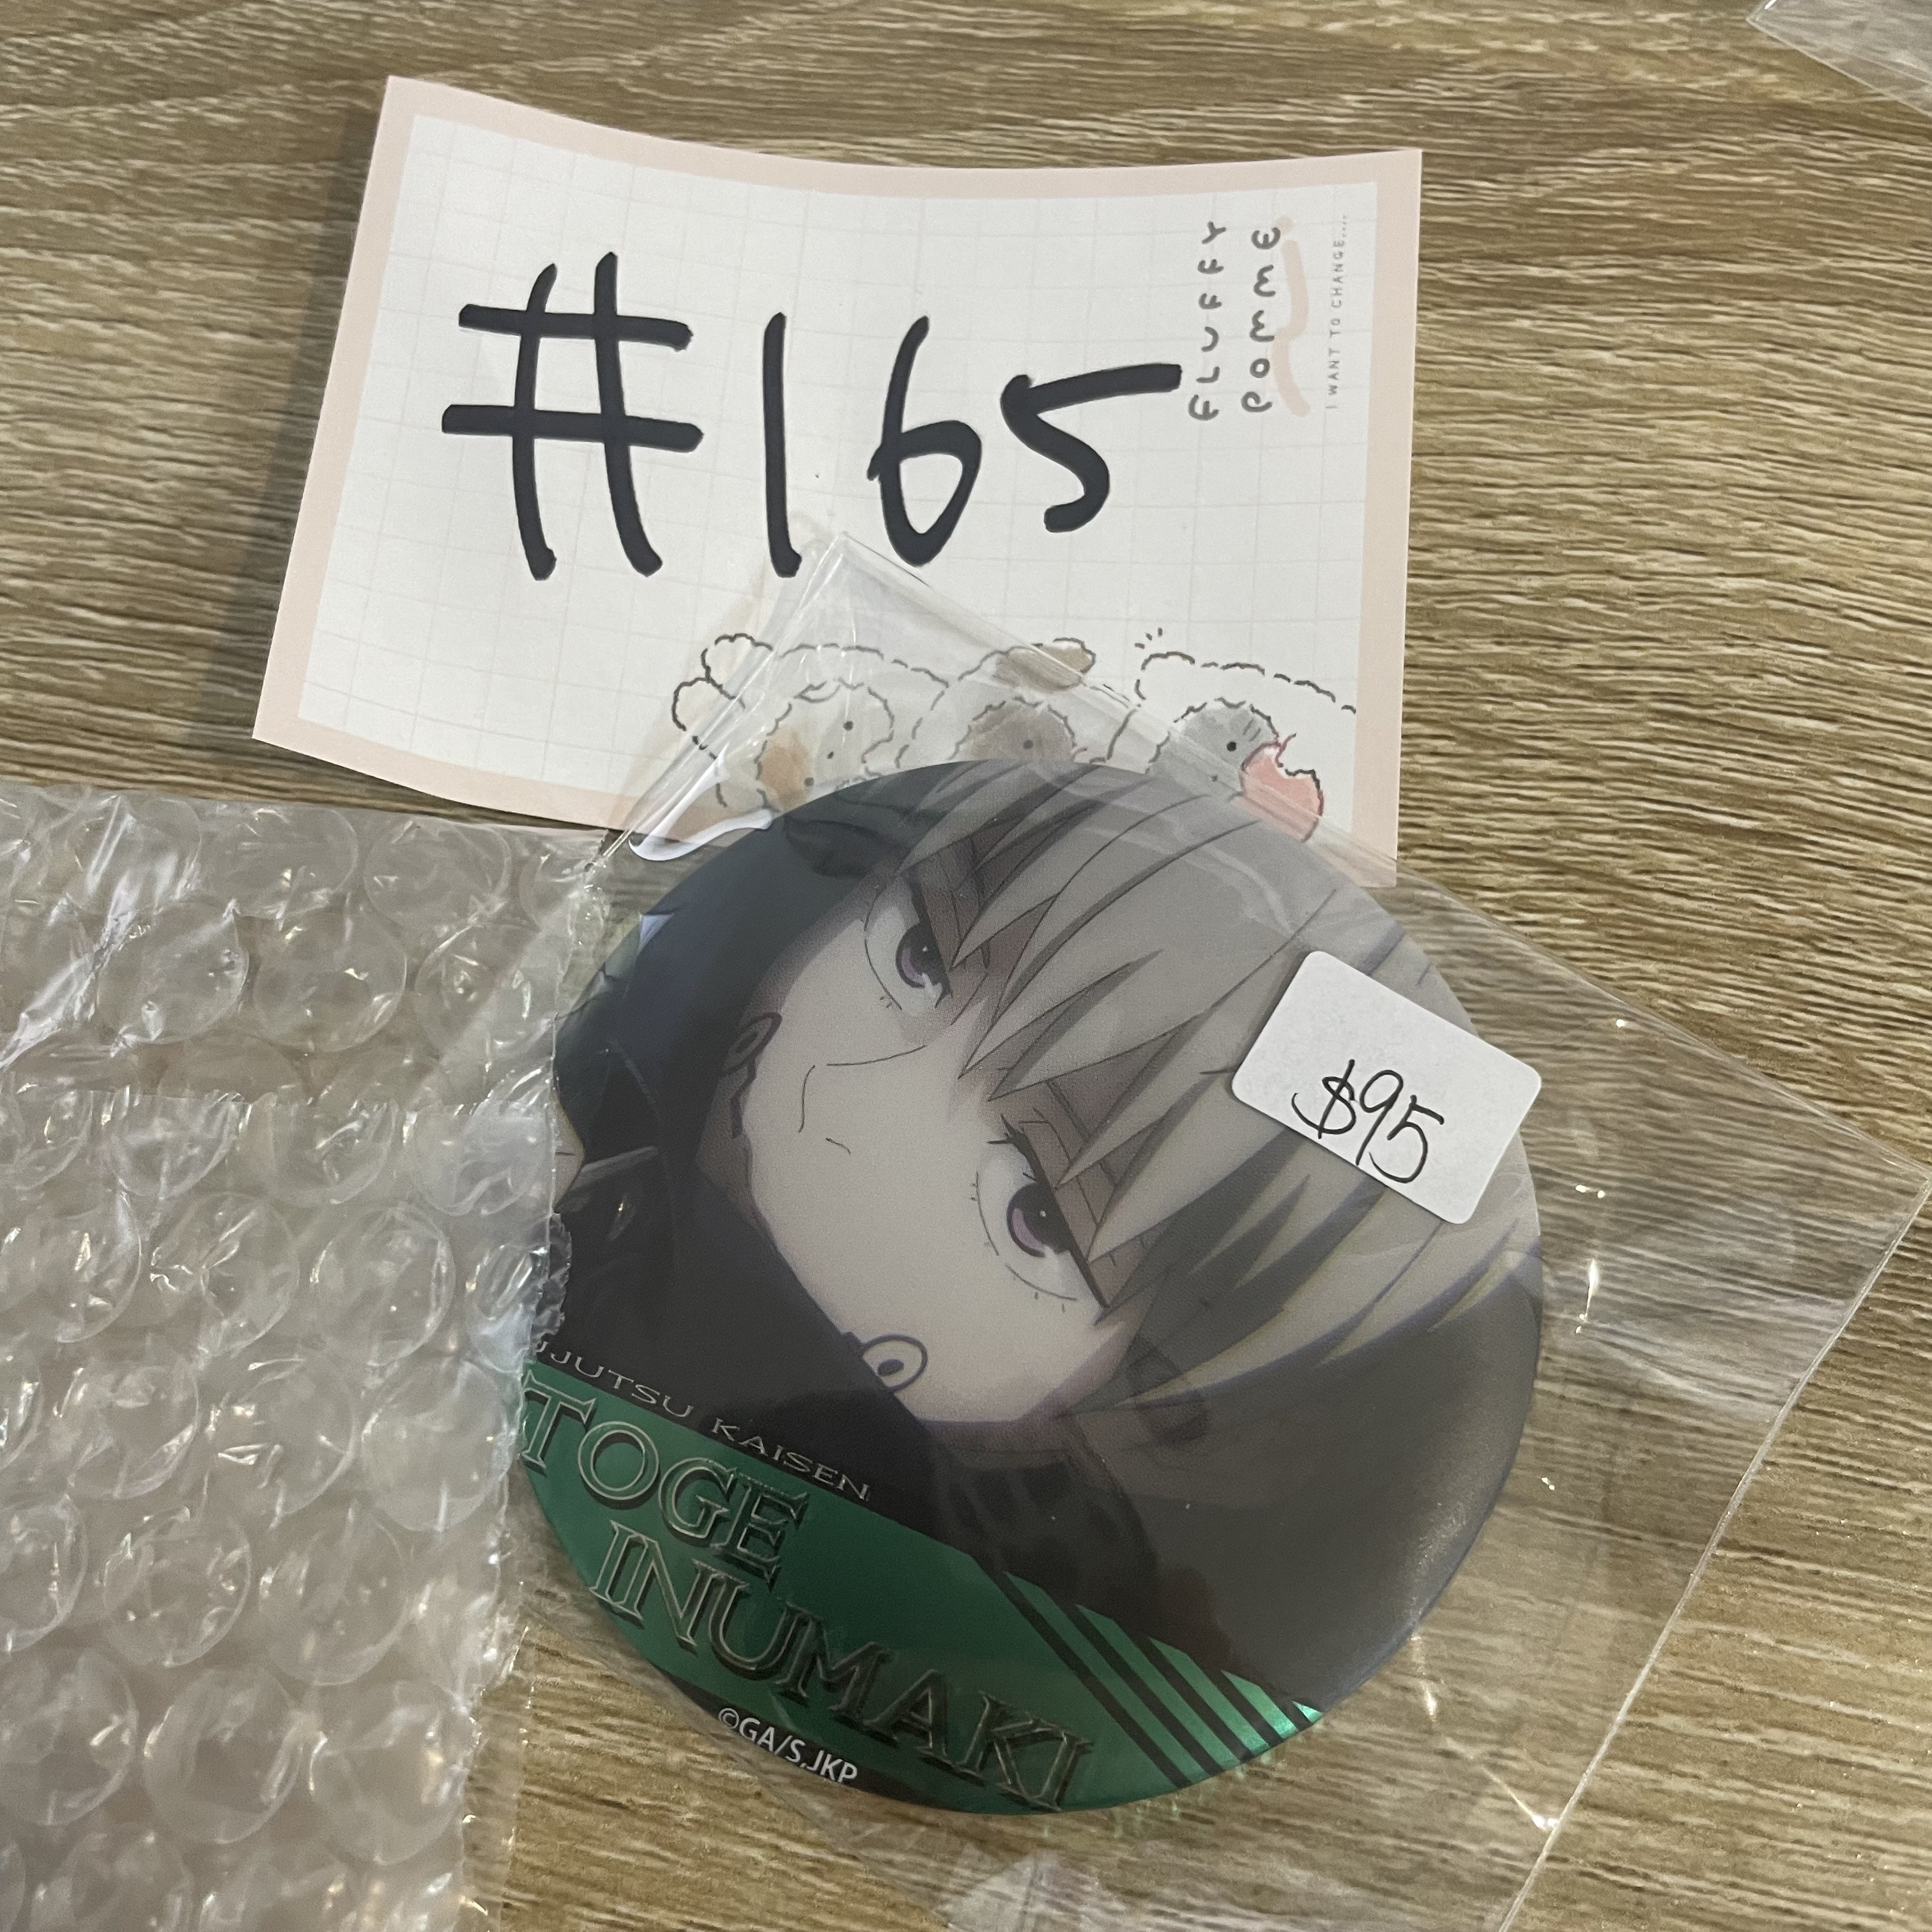 #165
FLUFFY
POMME
I WANT TO CHANGE....
$95
JUJUTSU KAISEN
TOGE
INUMAKI
©GA/S,JKP